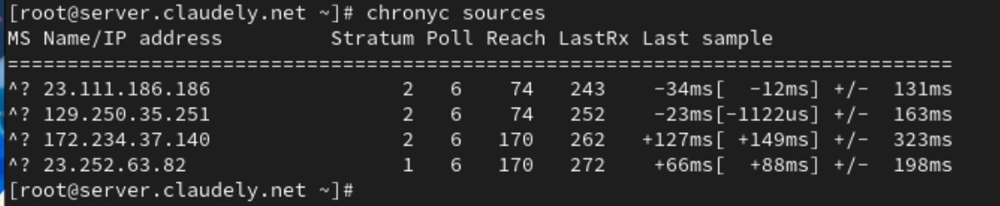 [root@server.claudely.net ~]# chronyc sources
MS Name/IP address         Stratum Poll Reach LastRx Last sample
===============================================================================
^? 23.111.186.186                2   6    74   243    -34ms[  -12ms] +/-  131ms
^? 129.250.35.251                2   6    74   252    -23ms[-1122us] +/-  163ms
^? 172.234.37.140                2   6   170   262   +127ms[ +149ms] +/-  323ms
^? 23.252.63.82                  1   6   170   272    +66ms[  +88ms] +/-  198ms
[root@server.claudely.net ~]#